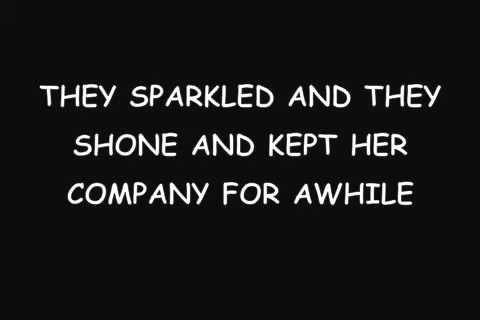 THEY SPARKLED AND THEY
SHONE AND KEPT HER
COMPANY FOR AWHILE